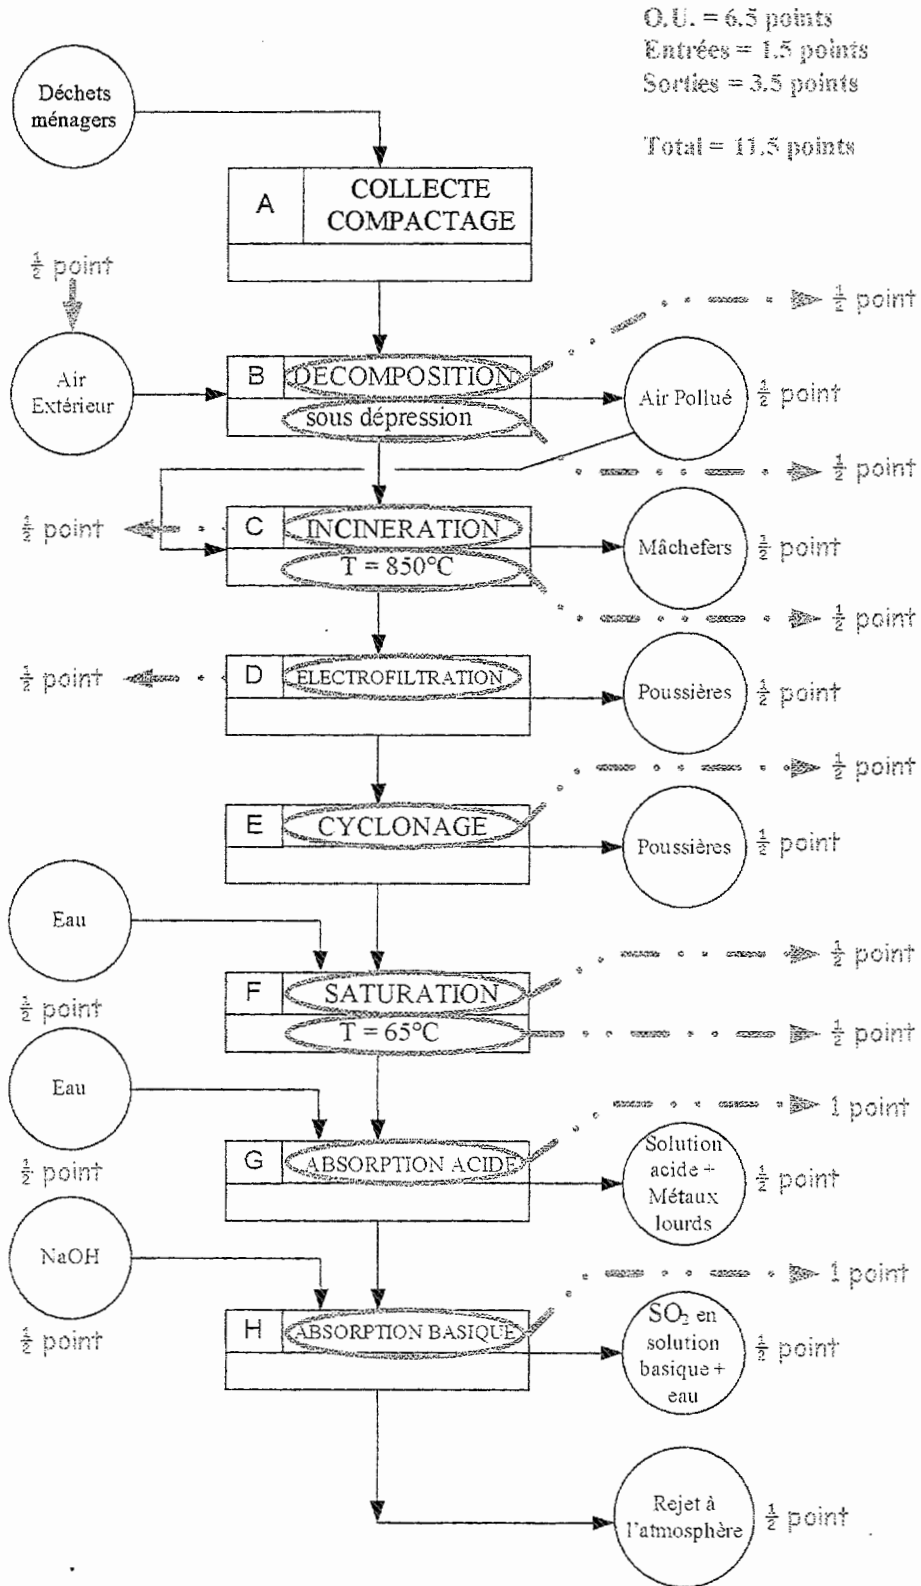 O.U. = 6.5 points
Entrées = 1.5 points
Sorties = 3.5 points
Total = 11.5 points
Déchets
ménagers
A
COLLECTE
COMPACTAGE
½ point
½ point
Air
Extérieur
B
DECOMPOSITION
sous dépression
Air Pollué
½ point
½ point
½ point
C
INCINERATION
T = 850°C
Mâchefers
½ point
½ point
½ point
D
ELECTROFILTRATION
Poussières
½ point
½ point
E
CYCLONAGE
Poussières
½ point
Eau
½ point
½ point
F
SATURATION
T = 65°C
½ point
Eau
½ point
1 point
G
ABSORPTION ACIDE
Solution
acide +
Métaux
lourds
½ point
NaOH
½ point
1 point
H
ABSORPTION BASIQUE
SO₂ en
solution
basique +
eau
½ point
Rejet à
l'atmosphère
½ point